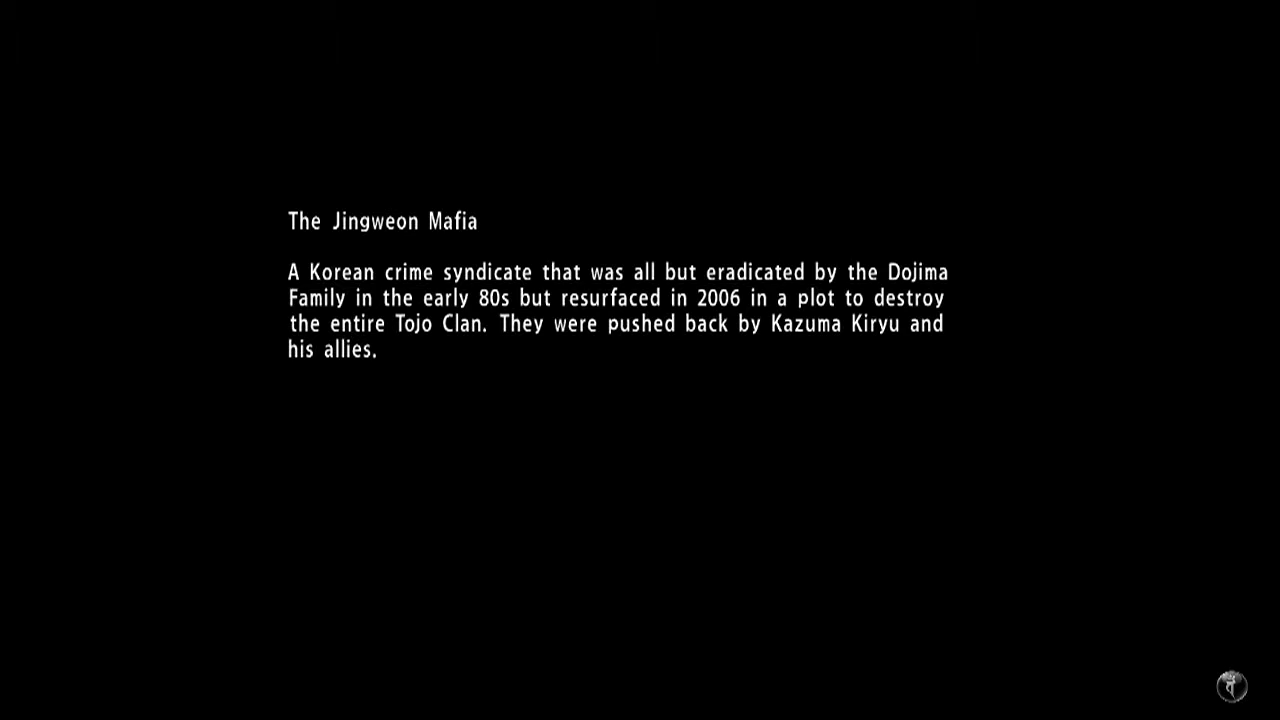 The Jingweon Mafia
A Korean crime syndicate that was all but eradicated by the Dojima
Family in the early 80s but resurfaced in 2006 in a plot to destroy
the entire Tojo Clan. They were pushed back by Kazuma Kiryu and
his allies.